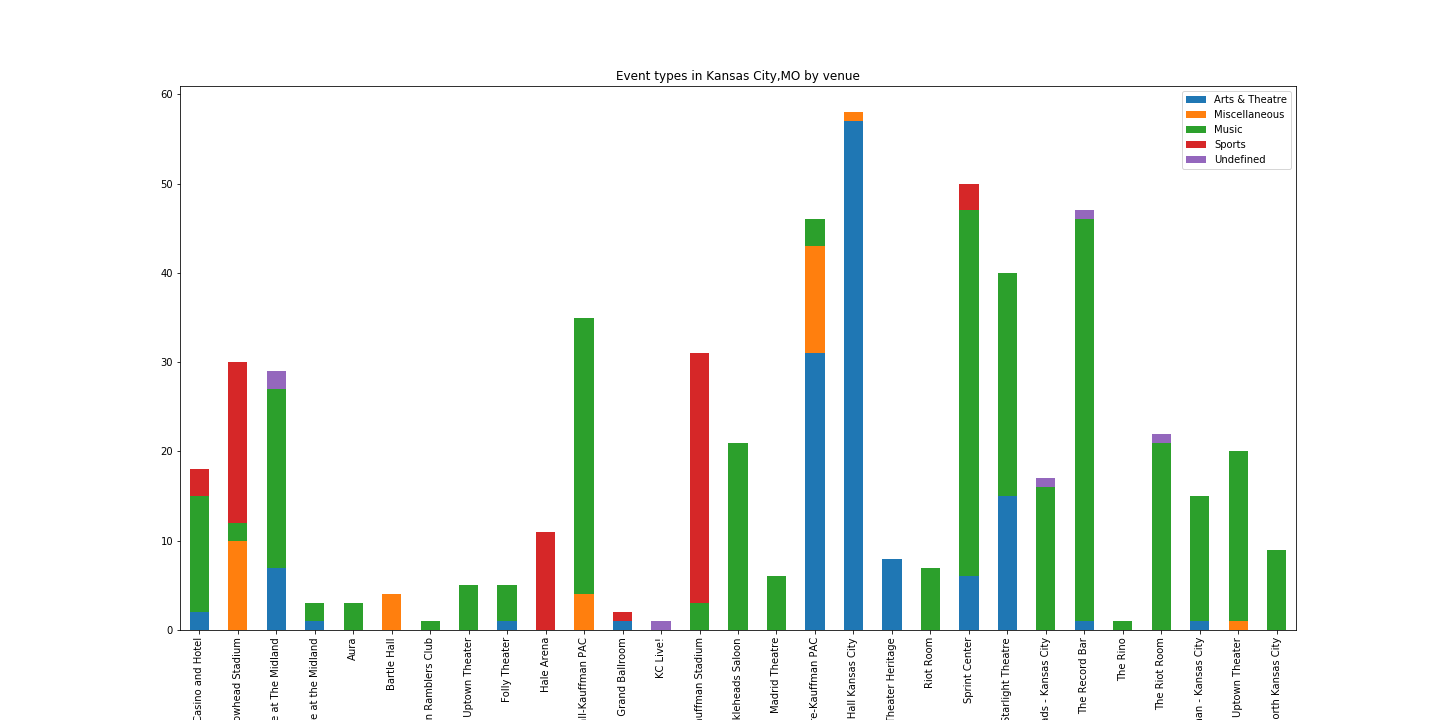 Event types in Kansas City,MO by venue
60
50
40
30
20
10
0
Arts & Theatre
Miscellaneous
Music
Sports
Undefined
Casino and Hotel
owhead Stadium
e at The Midland
e at the Midland
Aura
Bartle Hall
n Ramblers Club
Uptown Theater
Folly Theater
Hale Arena
ll-Kauffman PAC
Grand Ballroom
KC Live!
uffman Stadium
kleheads Saloon
Madrid Theatre
e-Kauffman PAC
Hall Kansas City
Theater Heritage
Riot Room
Sprint Center
Starlight Theatre
ds - Kansas City
The Record Bar
The Rino
The Riot Room
an - Kansas City
Uptown Theater
orth Kansas City